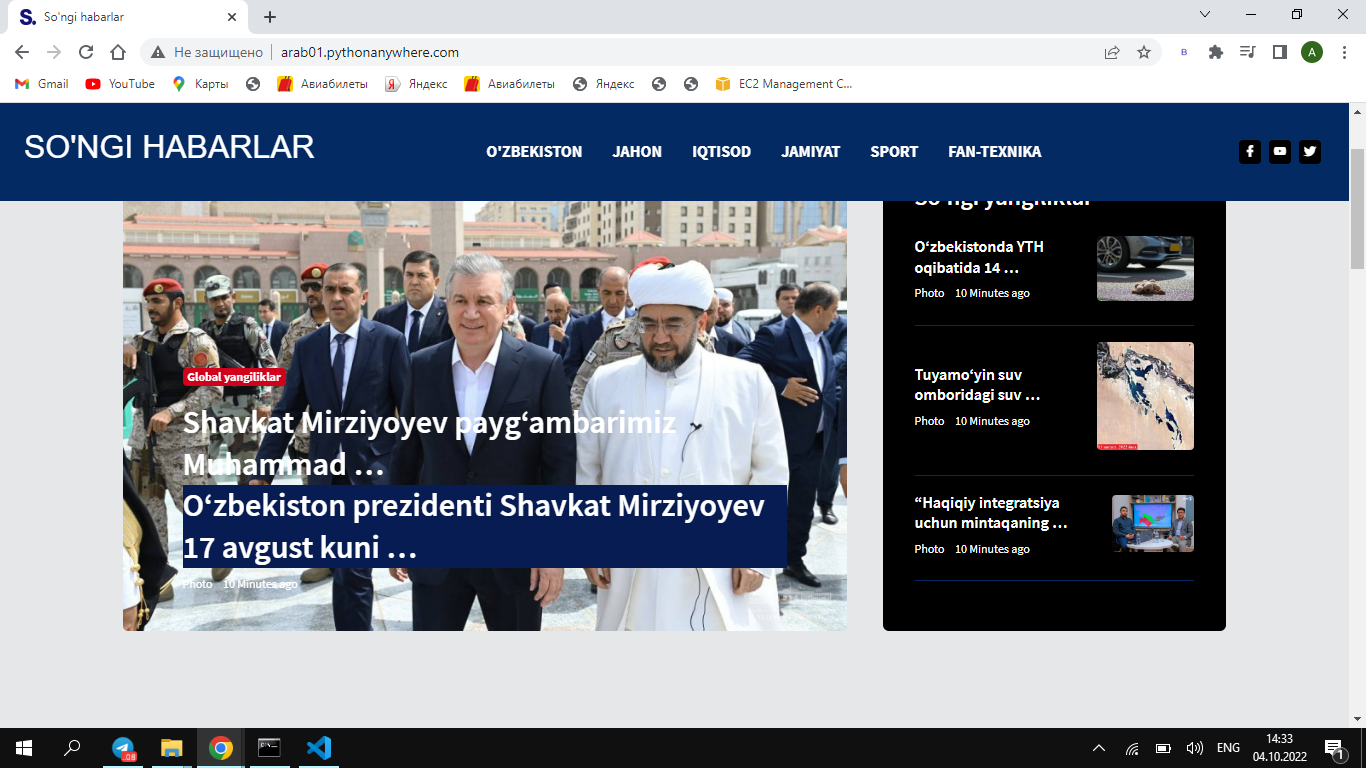 So'ngi habarlar
Не защищено
arab01.pythonanywhere.com
B
A
Gmail
YouTube
Карты
Авиабилеты
Яндекс
Авиабилеты
Яндекс
EC2 Management C...
SO'NGI HABARLAR
O'ZBEKISTON
JAHON
IQTISOD
JAMIYAT
SPORT
FAN-TEXNIKA
Global yangiliklar
Shavkat Mirziyoyev payg‘ambarimiz
Muhammad …
O‘zbekiston prezidenti Shavkat Mirziyoyev
17 avgust kuni …
Photo 10 Minutes ago
So'ngi yangiliklar
O‘zbekistonda YTH
oqibatida 14 …
Photo 10 Minutes ago
Tuyamo‘yin suv
omboridagi suv …
Photo 10 Minutes ago
“Haqiqiy integratsiya
uchun mintaqaning …
Photo 10 Minutes ago
.08
ENG
14:33
04.10.2022
1